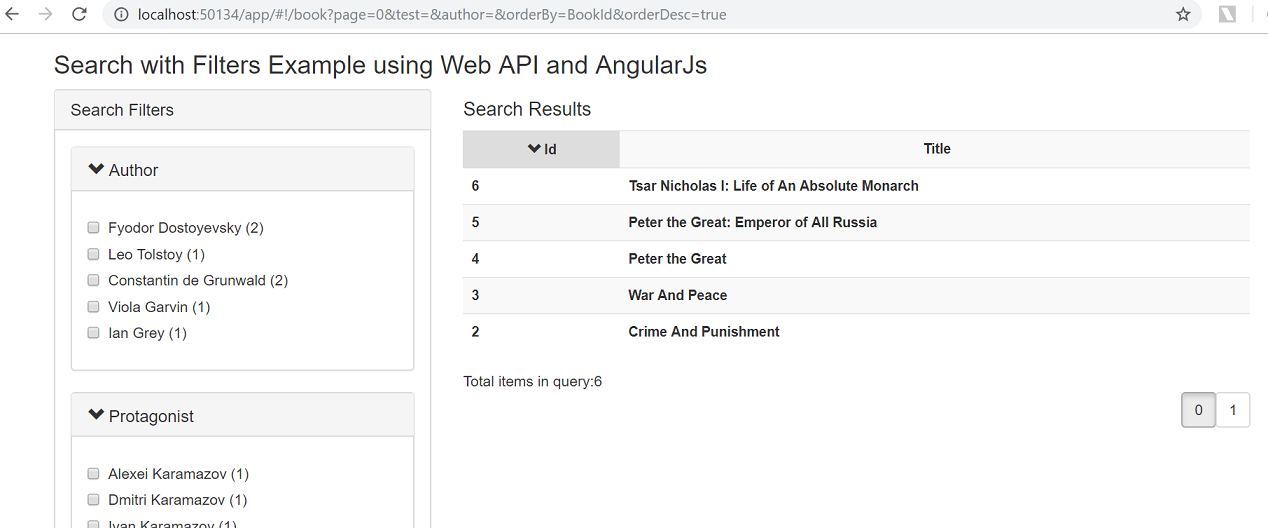 localhost:50134/app/#!/book?page=0&test=&author=&orderBy=BookId&orderDesc=true
Search with Filters Example using Web API and AngularJs
Search Filters
Author
Fyodor Dostoyevsky (2)
Leo Tolstoy (1)
Constantin de Grunwald (2)
Viola Garvin (1)
Ian Grey (1)
Protagonist
Alexei Karamazov (1)
Dmitri Karamazov (1)
Ivan Karamazov (1)
Search Results
Id Title
6 Tsar Nicholas I: Life of An Absolute Monarch
5 Peter the Great: Emperor of All Russia
4 Peter the Great
3 War And Peace
2 Crime And Punishment
Total items in query:6
0 1